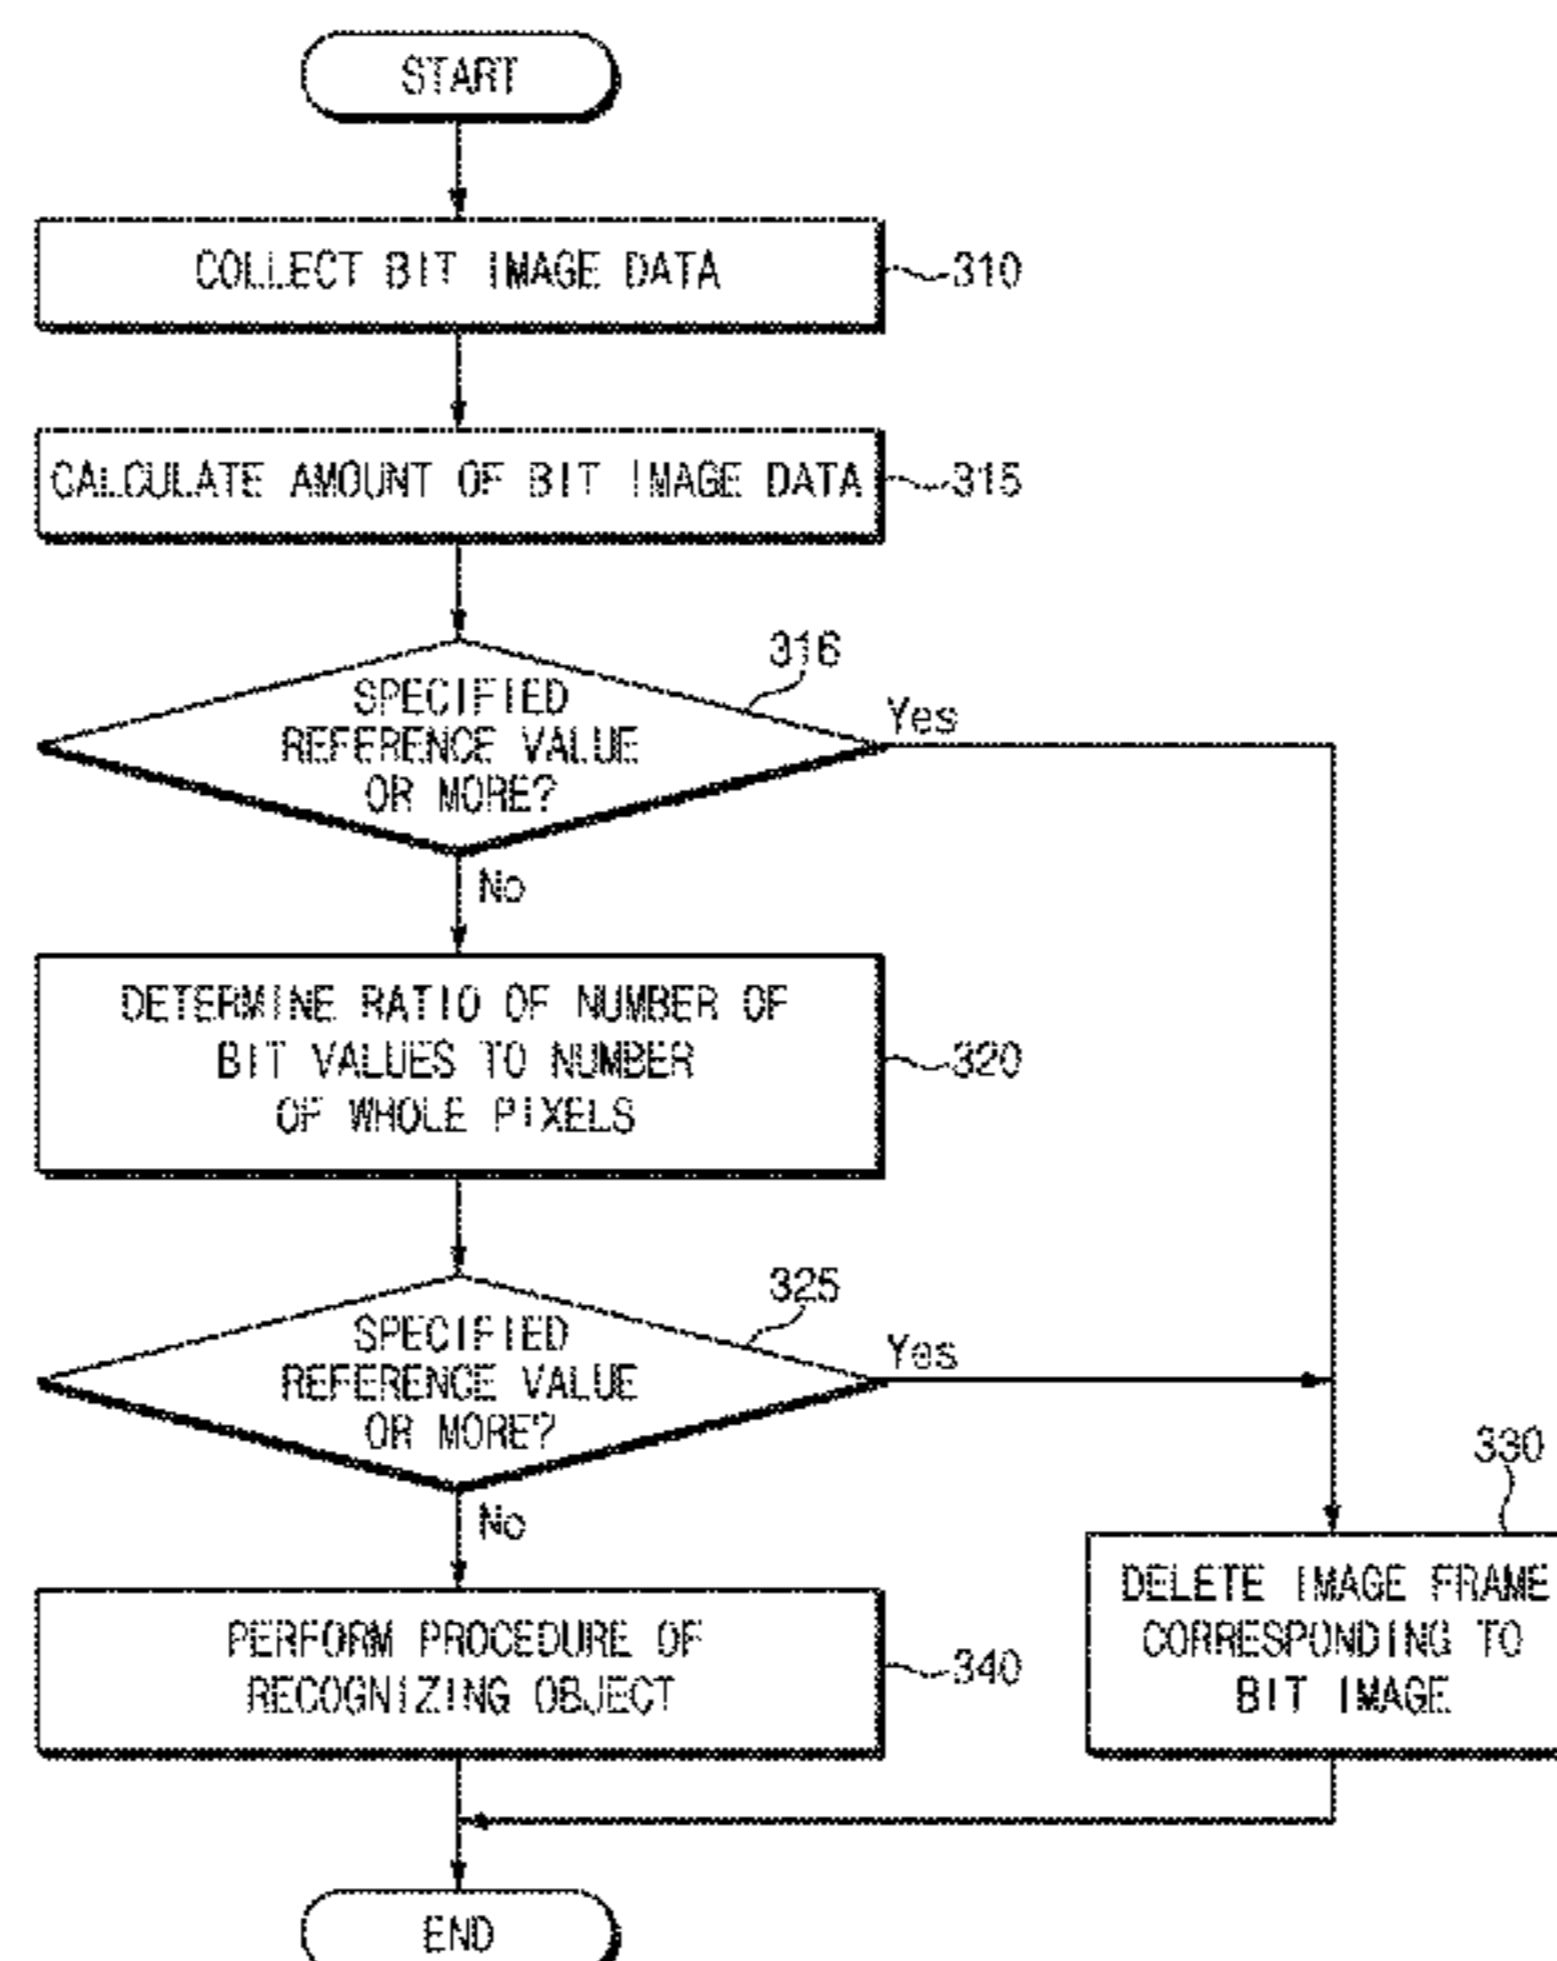 START
COLLECT BIT IMAGE DATA
310
CALCULATE AMOUNT OF BIT IMAGE DATA
315
316
SPECIFIED
REFERENCE VALUE
OR MORE?
Yes
No
DETERMINE RATIO OF NUMBER OF
BIT VALUES TO NUMBER
OF WHOLE PIXELS
320
325
SPECIFIED
REFERENCE VALUE
OR MORE?
Yes
No
330
DELETE IMAGE FRAME
CORRESPONDING TO
BIT IMAGE
PERFORM PROCEDURE OF
RECOGNIZING OBJECT
340
END